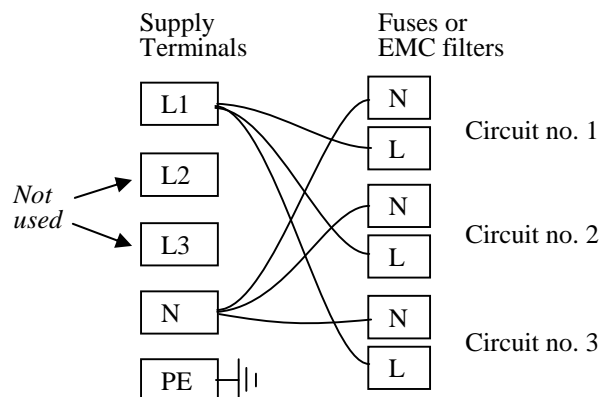 Supply
Terminals
L1
L2
L3
N
PE
Not
used
Fuses or
EMC filters
N
L
Circuit no. 1
N
L
Circuit no. 2
N
L
Circuit no. 3